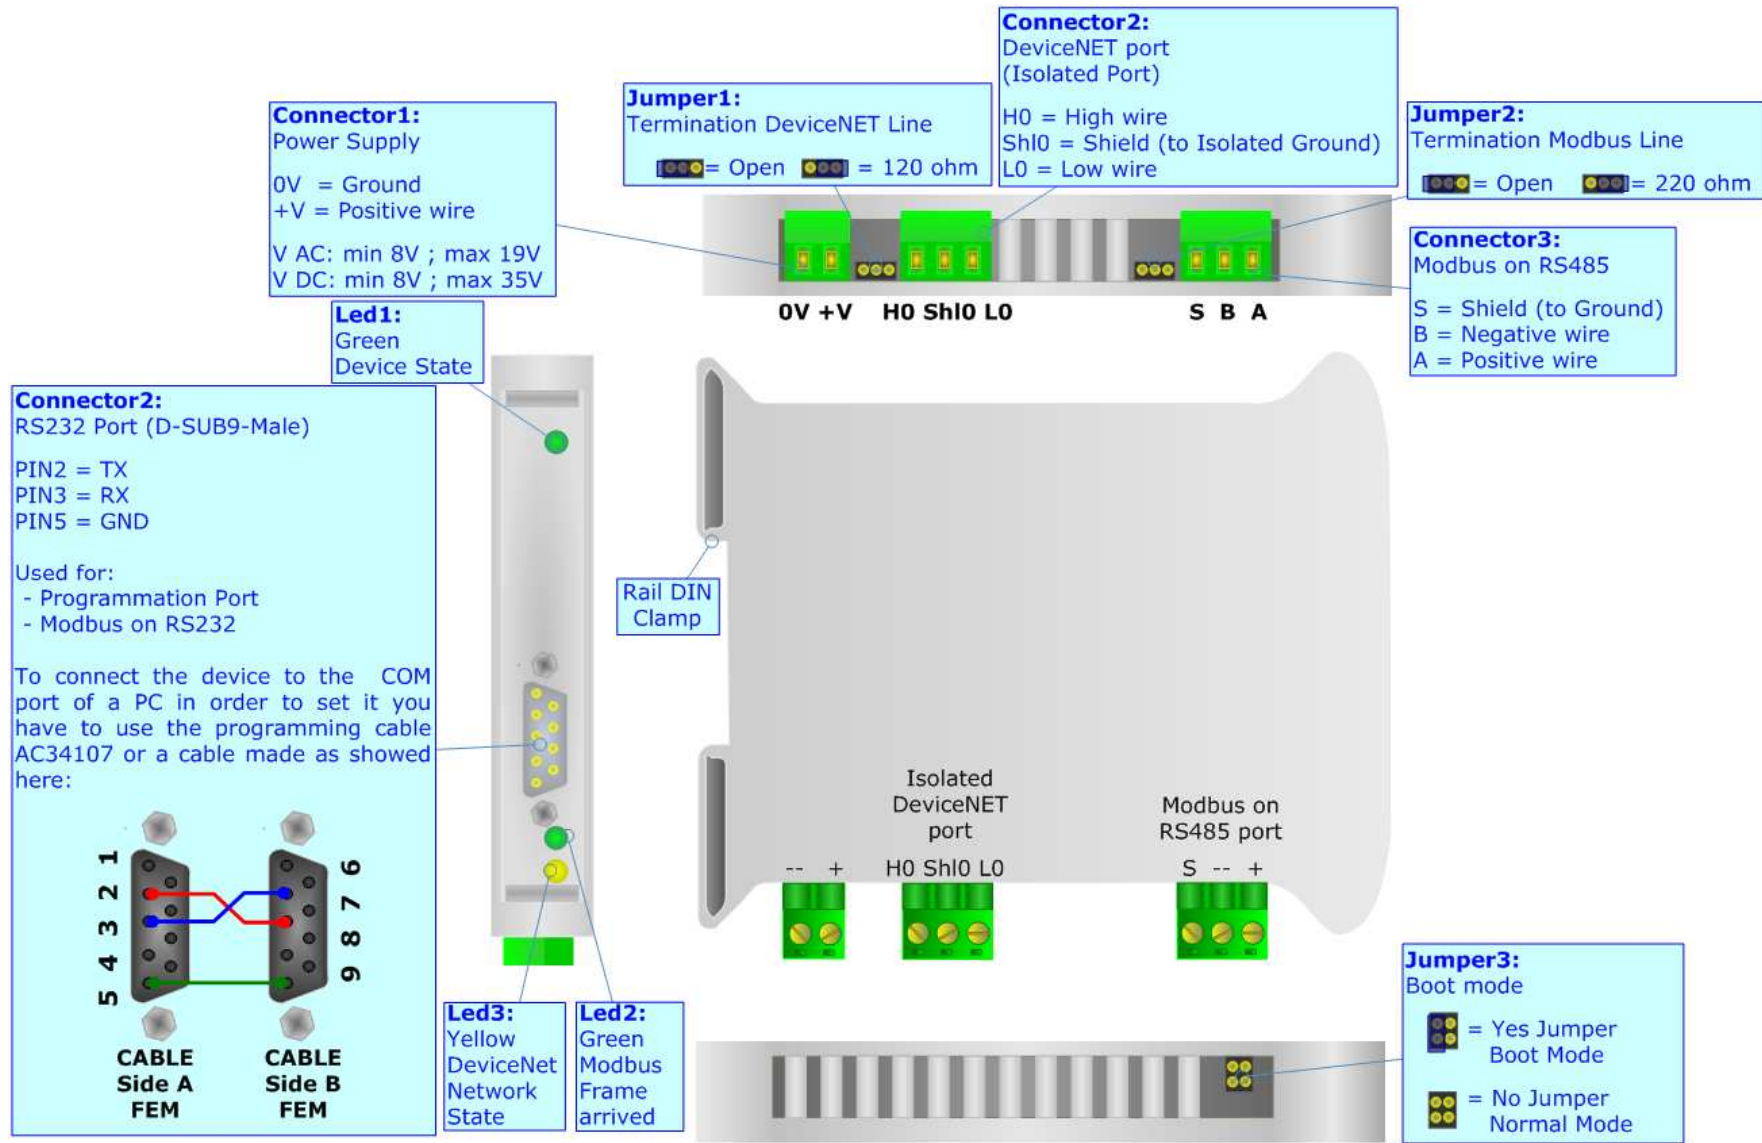 Connector2:
DeviceNET port
(Isolated Port)
H0 = High wire
Shl0 = Shield (to Isolated Ground)
L0 = Low wire
Jumper1:
Termination DeviceNET Line
= Open = 120 ohm
Connector1:
Power Supply
0V = Ground
+V = Positive wire
V AC: min 8V ; max 19V
V DC: min 8V ; max 35V
Jumper2:
Termination Modbus Line
= Open = 220 ohm
Connector3:
Modbus on RS485
S = Shield (to Ground)
B = Negative wire
A = Positive wire
0V +V H0 Shl0 L0 S B A
Led1:
Green
Device State
Connector2:
RS232 Port (D-SUB9-Male)
PIN2 = TX
PIN3 = RX
PIN5 = GND
Used for:
- Programmation Port
- Modbus on RS232
To connect the device to the COM
port of a PC in order to set it you
have to use the programming cable
AC34107 or a cable made as showed
here:
1
2
3
4
5
6
7
8
9
CABLE
Side A
FEM
CABLE
Side B
FEM
Rail DIN
Clamp
Isolated
DeviceNET
port
Modbus on
RS485 port
-- + H0 Shl0 L0 S -- +
Led3:
Yellow
DeviceNet
Network
State
Led2:
Green
Modbus
Frame
arrived
Jumper3:
Boot mode
= Yes Jumper
Boot Mode
= No Jumper
Normal Mode